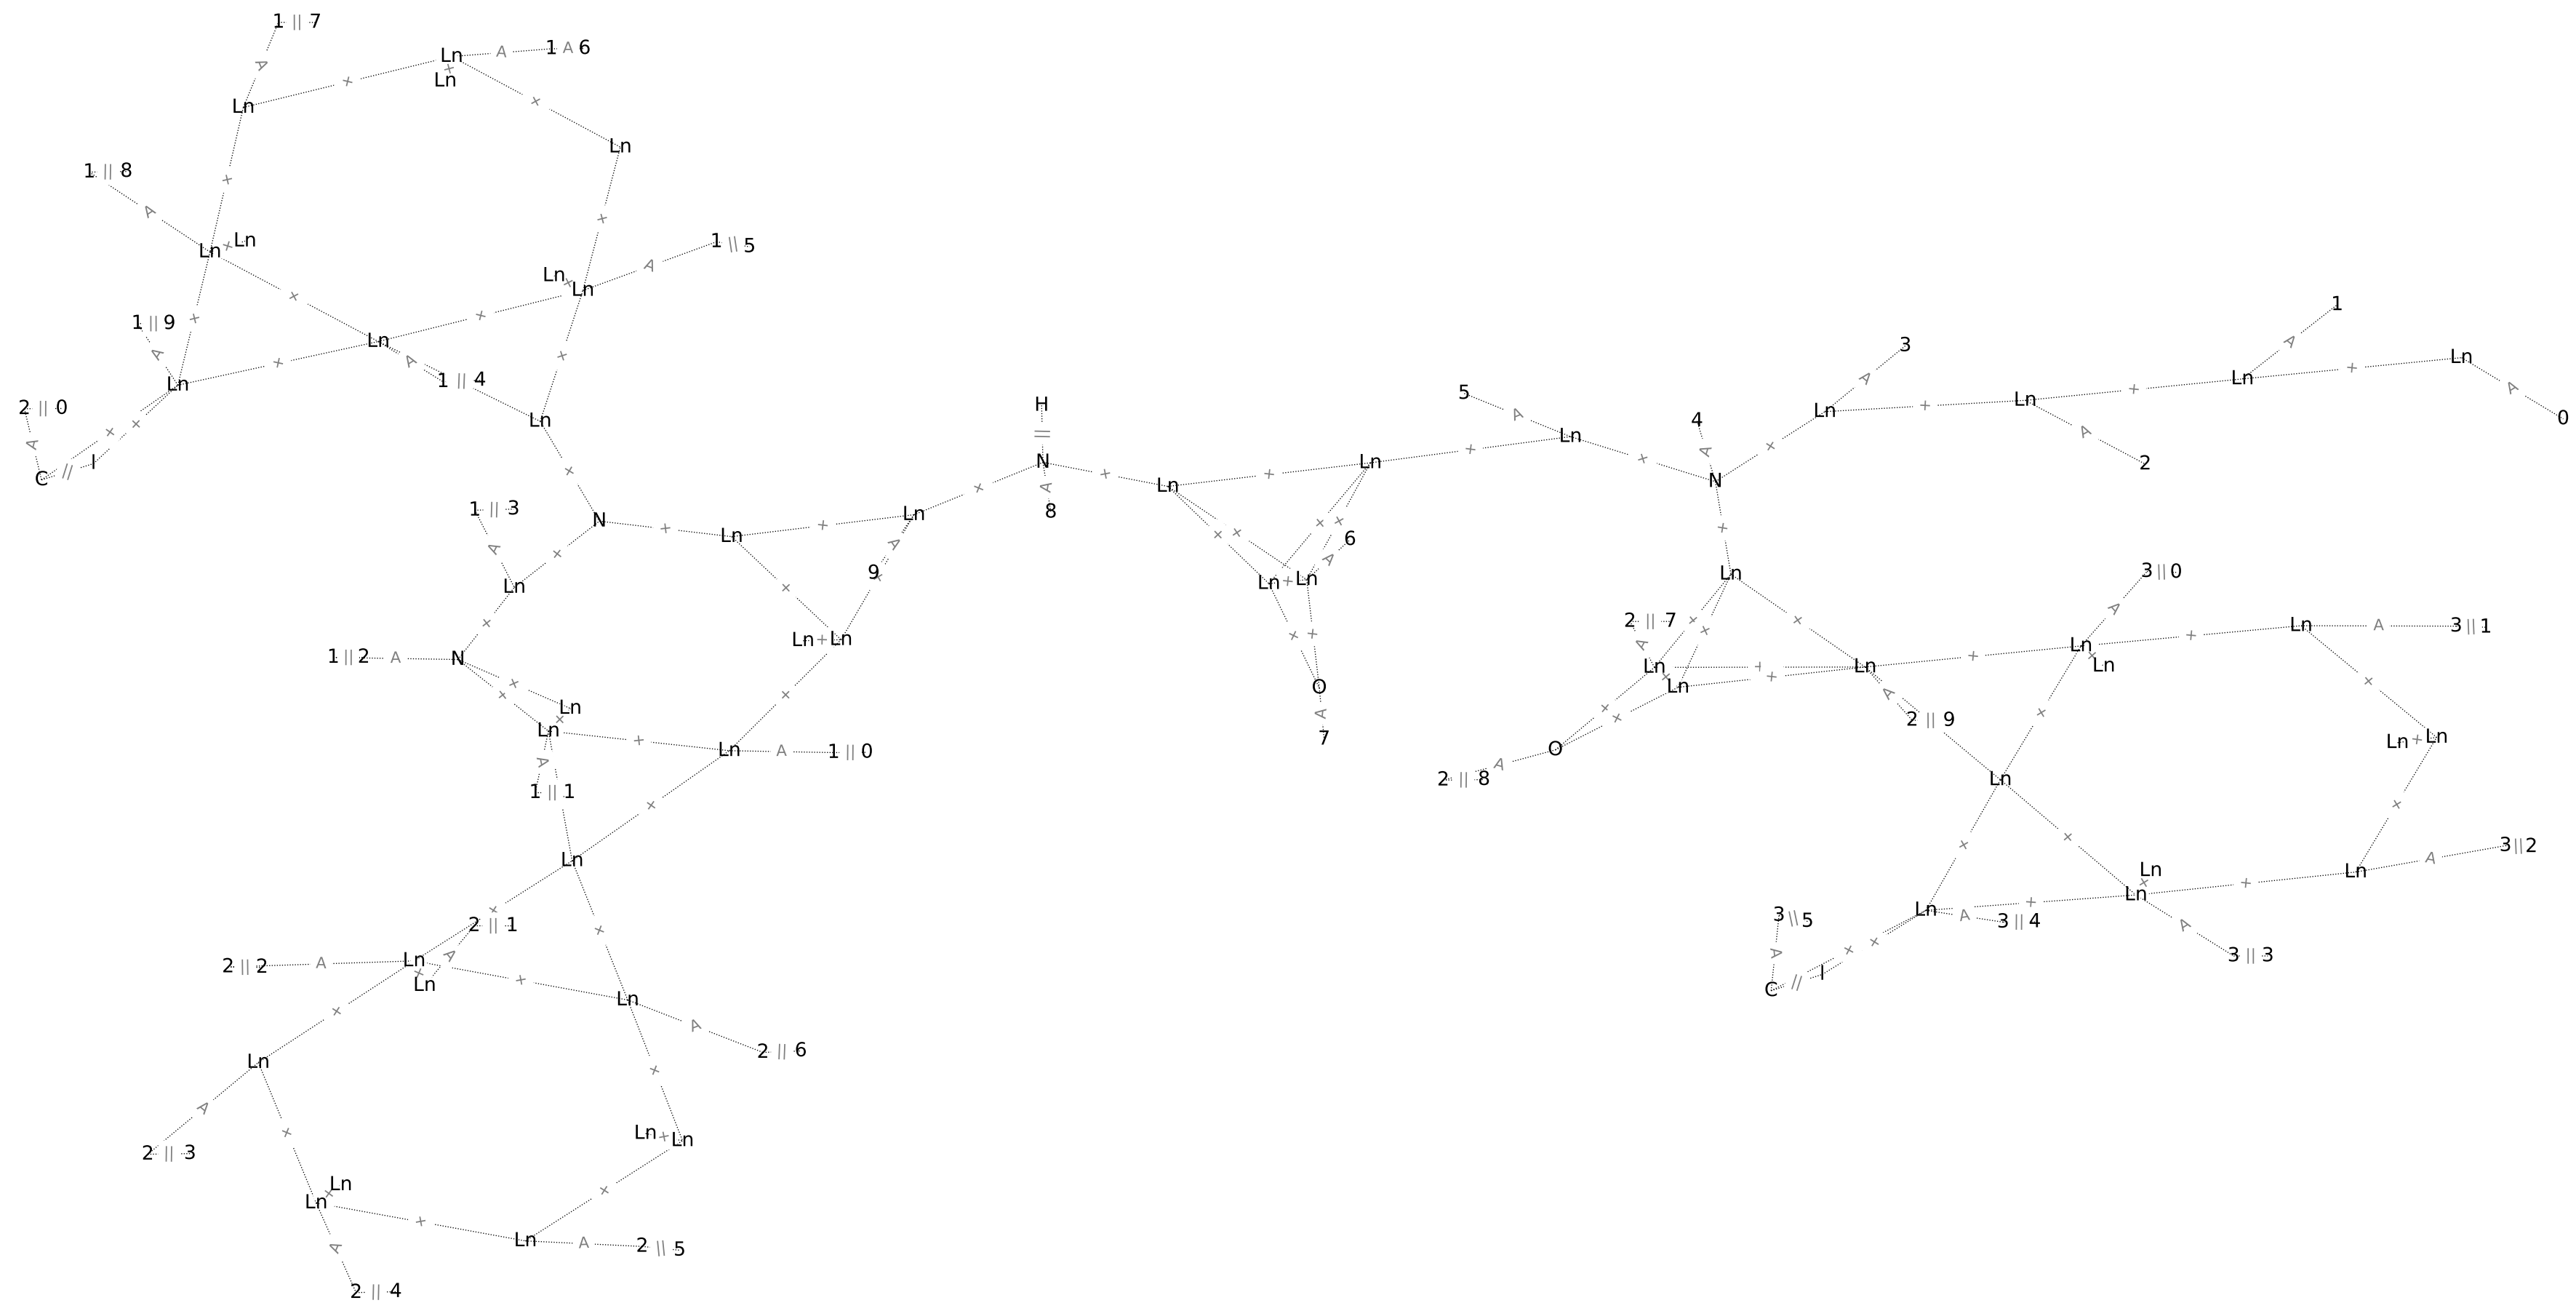 1 || 7
Ln A 1 A 6
+
A Ln
+ +
Ln
Ln
1 || 8
+
A
+
Ln + Ln
1 || 5
A
Ln + Ln
+
+
+
1
1 || 9
A
Ln
+
A
3
Ln
+
A
Ln + Ln
A
+
A
1 || 4
5
A
2 || 0
H
||
4
A
0
2
Ln
+
A
+ +
C // I
N + Ln + Ln + Ln + N
+
A
8
1 || 3
N + Ln + Ln
+
A
9
A
+ +
6
A
+
Ln + Ln
+ +
O
A
7
Ln
+
3 || 0
A
2 || 7
A
+ +
+
3 || 1
A
Ln
+
Ln
+ Ln
Ln + Ln
+ +
O
A
2 || 8
Ln
A
2 || 9
+
+
Ln + Ln
+
Ln
1 || 2 A N
+ +
Ln
+
Ln + Ln A 1 || 0
A
1 || 1
Ln + Ln
+
+
Ln
+
+
3 || 2
A
Ln
+
Ln
+
Ln
A
3 || 3
Ln
+
A 3 || 4
+ +
3 || 5
A
C // I
Ln
+
+
2 || 1
2 || 2 A Ln
A
+
Ln
+
Ln
A
2 || 6
+
+
Ln
A
2 || 3
+
Ln + Ln
+
Ln
+
Ln
+
Ln A 2 || 5
A
2 || 4